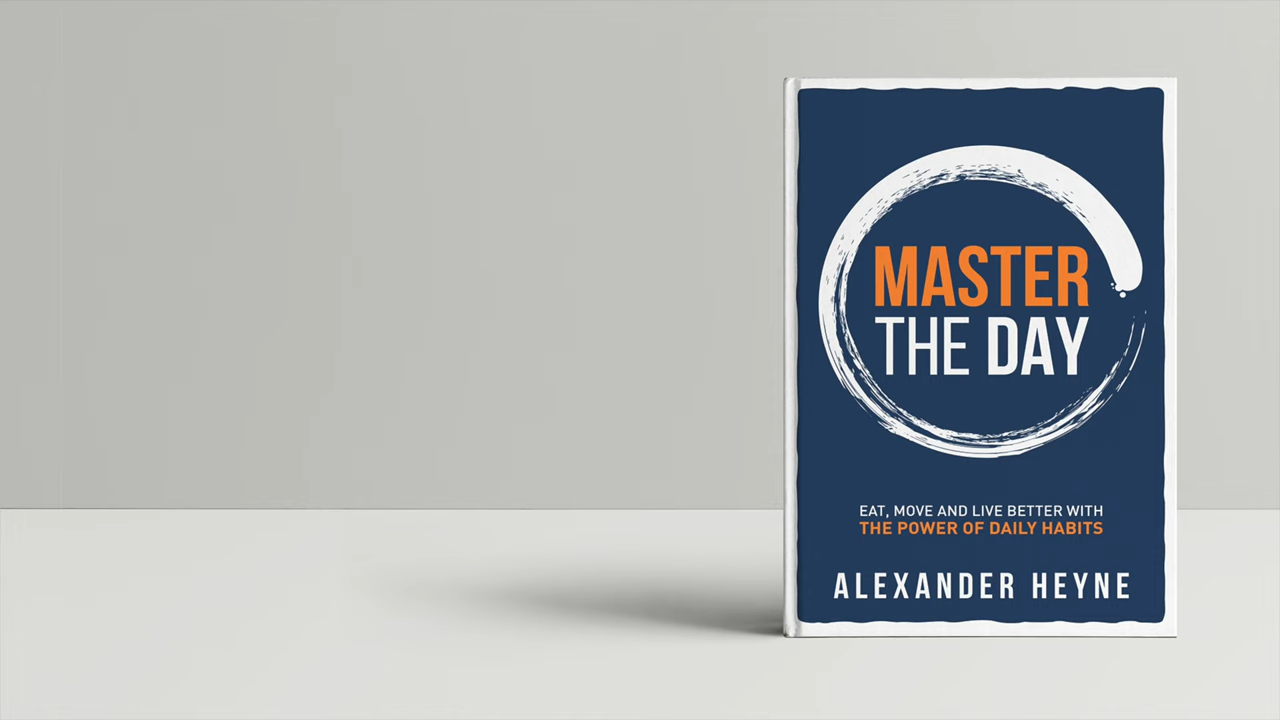 MASTER
THE DAY
EAT, MOVE AND LIVE BETTER WITH
THE POWER OF DAILY HABITS
ALEXANDER HEYNE